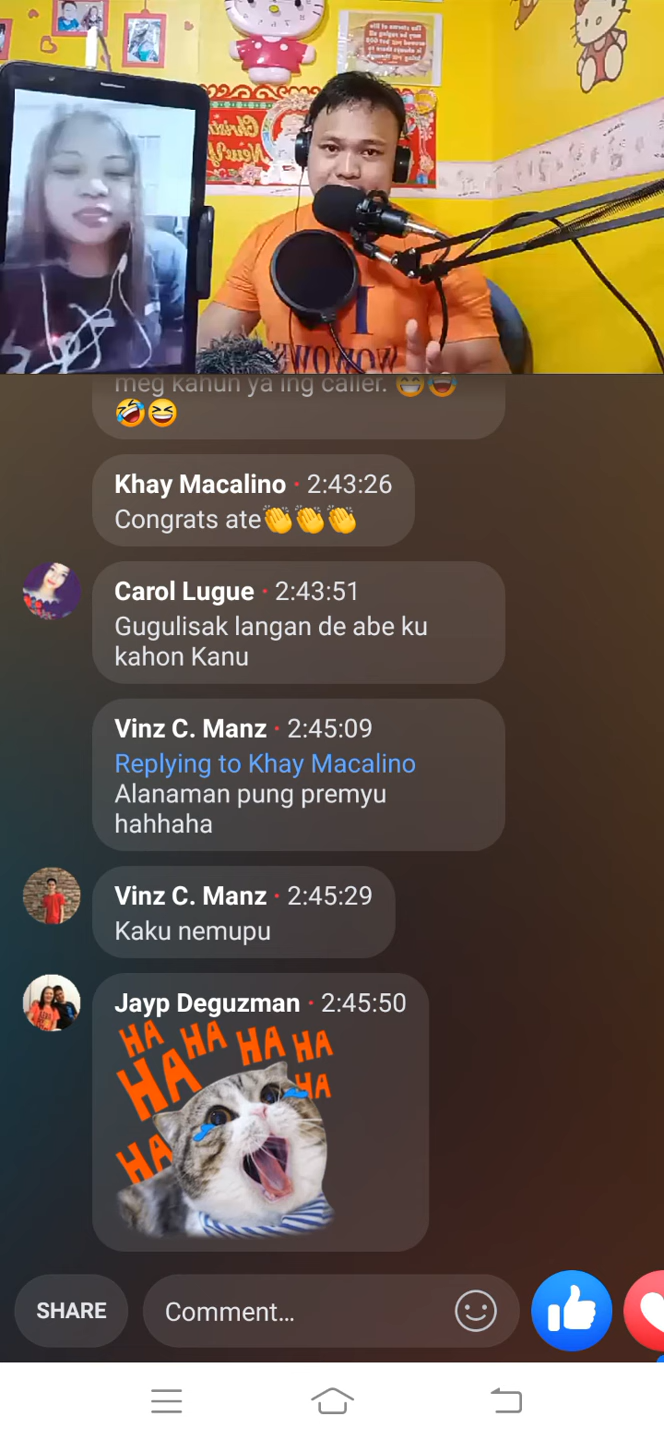 WOWOW
meg kanun ya ing caller. 😁😂
🤣😆
Khay Macalino • 2:43:26
Congrats ate👏👏👏
Carol Lugue • 2:43:51
Gugulisak langan de abe ku
kahon Kanu
Vinz C. Manz • 2:45:09
Replying to Khay Macalino
Alanaman pung premyu
hahhaha
Vinz C. Manz • 2:45:29
Kaku nemupu
Jayp Deguzman • 2:45:50
HA HA HA HA
HA HA
HA
SHARE
Comment...